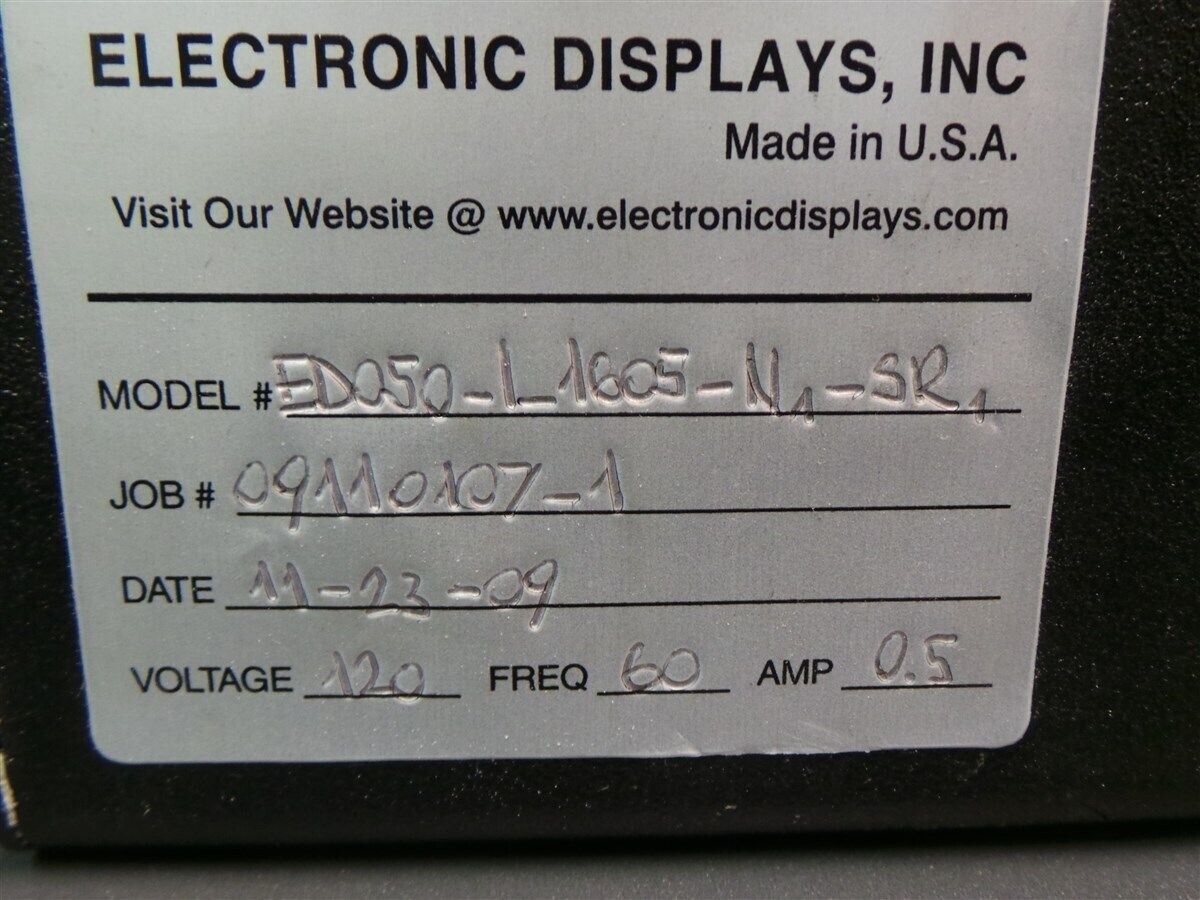 ELECTRONIC DISPLAYS, INC
Made in U.S.A.
Visit Our Website @ www.electronicdisplays.com
MODEL # ED050-1-1605-N1-SR1
JOB # 09110107-1
DATE 11-23-09
VOLTAGE 120 FREQ 60 AMP 0.5